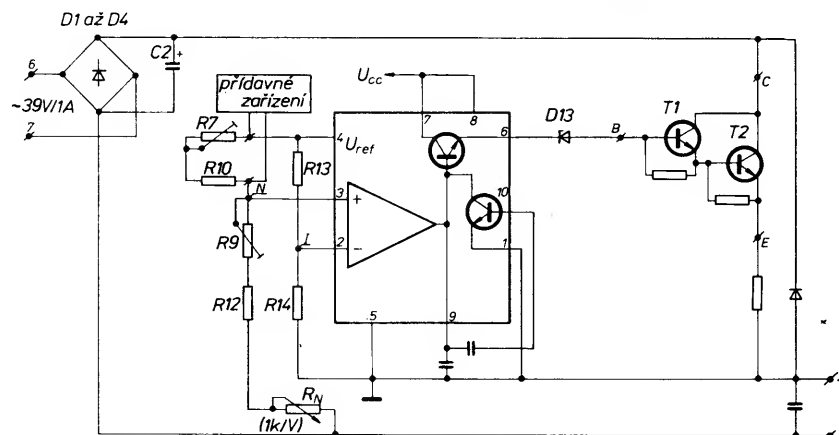 D1 až D4
C2 +
6
~39V/1A
7
přídavné
zařízení
Ucc
7
8
C
R7
4
Uref
6
D13
B
T1
T2
R10
R13
N
3
+
10
R9
I
2
−
1
E
R12
R14
5
9
RN
(1k/V)